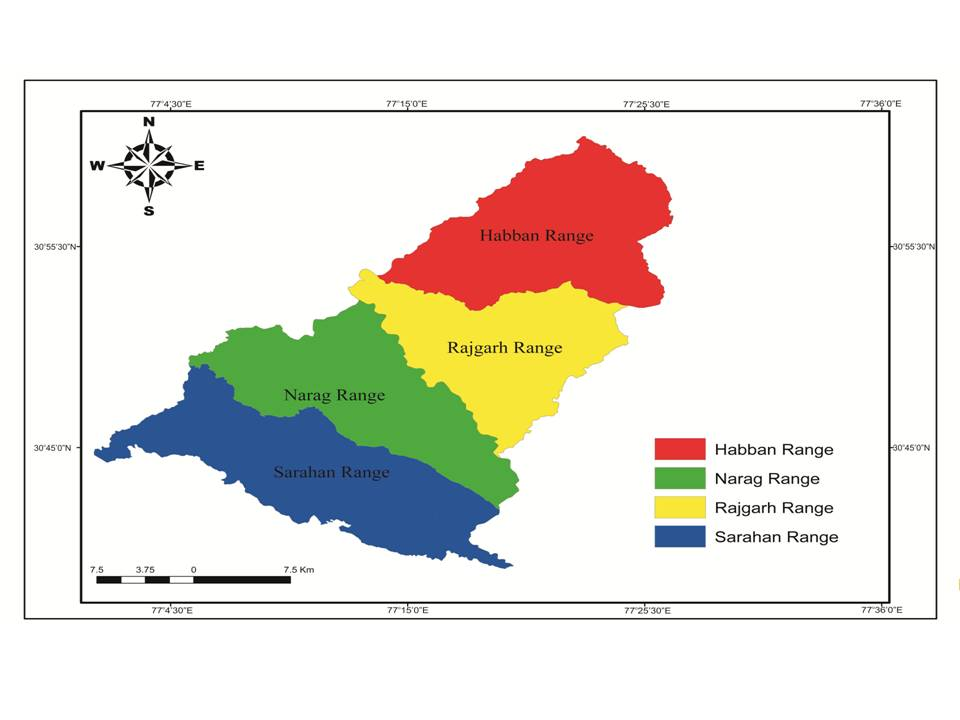 77°4'30"E 77°15'0"E 77°25'30"E 77°36'0"E
N
W E
S
30°55'30"N 30°55'30"N
Habban Range
Rajgarh Range
Narag Range
30°45'0"N 30°45'0"N
Sarahan Range
Habban Range
Narag Range
Rajgarh Range
Sarahan Range
7.5 3.75 0 7.5 Km
77°4'30"E 77°15'0"E 77°25'30"E 77°36'0"E